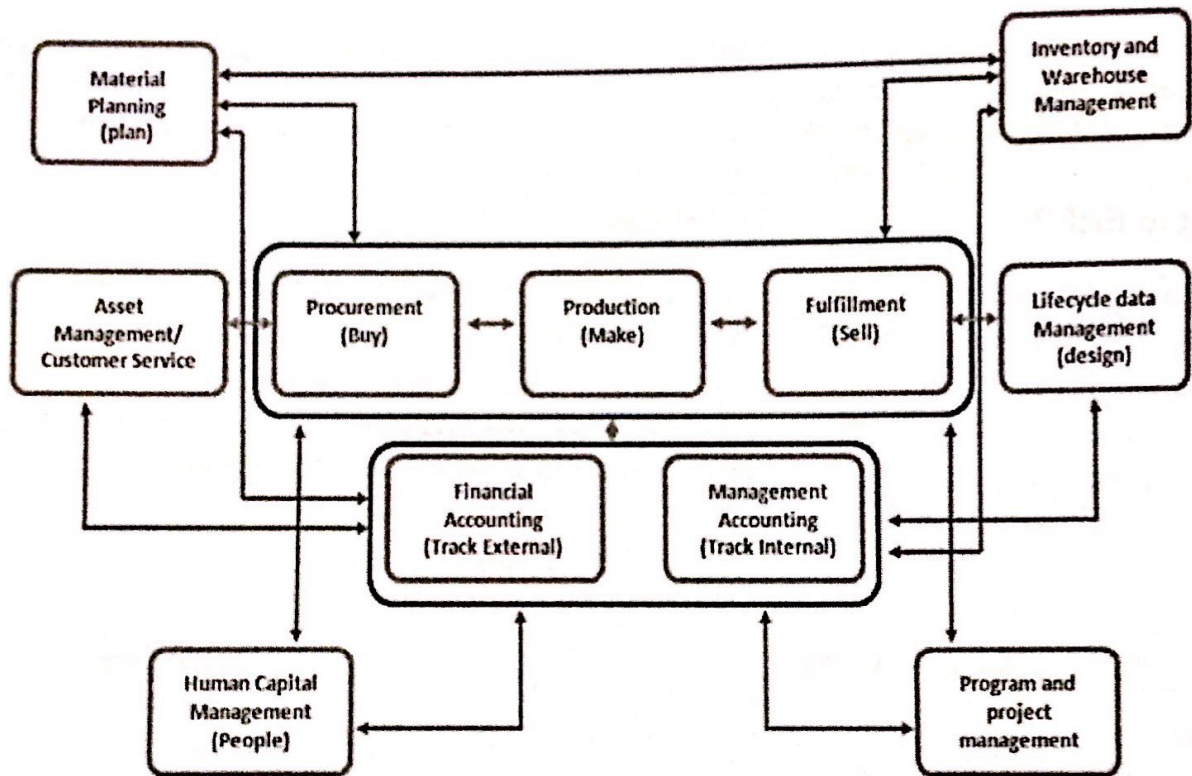 Material
Planning
(plan)
Inventory and
Warehouse
Management
Asset
Management/
Customer Service
Procurement
(Buy)
Production
(Make)
Fulfillment
(Sell)
Lifecycle data
Management
(design)
Financial
Accounting
(Track External)
Management
Accounting
(Track Internal)
Human Capital
Management
(People)
Program and
project
management